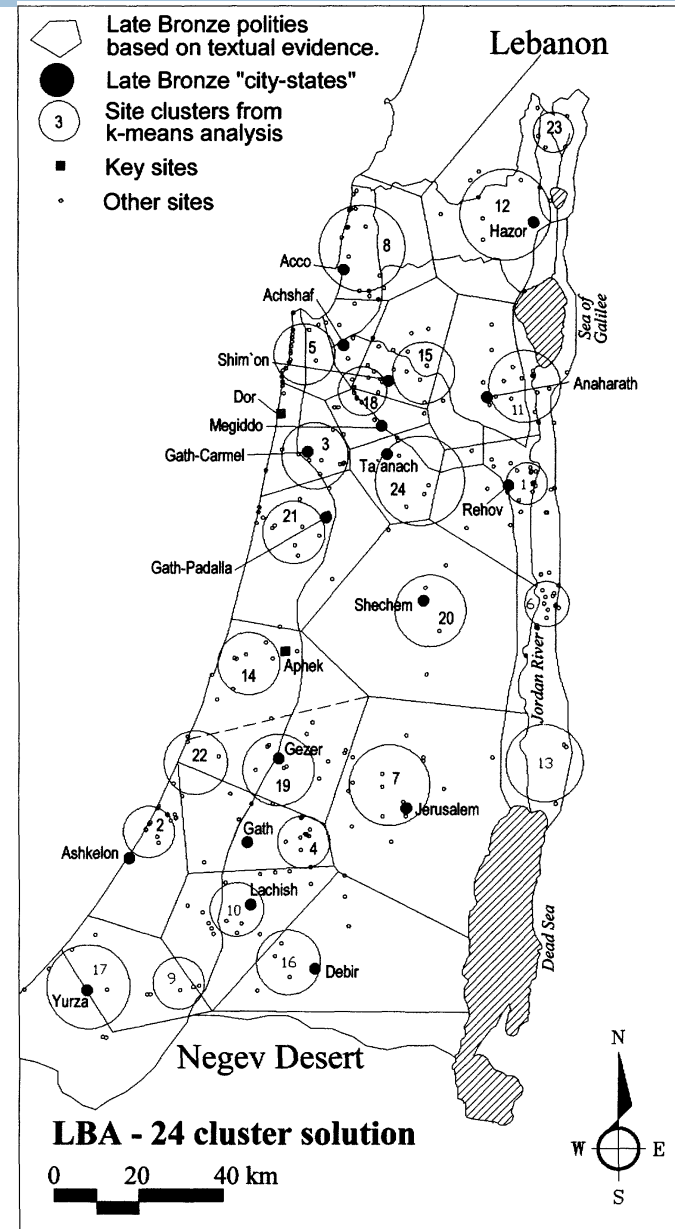 Late Bronze polities
based on textual evidence.
Late Bronze "city-states"
3
Site clusters from
k-means analysis
Key sites
Other sites
Lebanon
23
12
Hazor
8
Acco
Achshaf
Sea of
Galilee
5
15
Shim`on
18
Anaharath
11
Dor
Megiddo
3
Gath-Carmel
Ta'anach
24
1
Rehov
21
Gath-Padalla
Shechem
20
6
Jordan River
14
Aphek
22
Gezer
19
7
13
Jerusalem
2
Gath
4
Ashkelon
Lachish
10
Dead Sea
17
9
16
Debir
Yurza
Negev Desert
N
W
E
S
LBA - 24 cluster solution
0 20 40 km